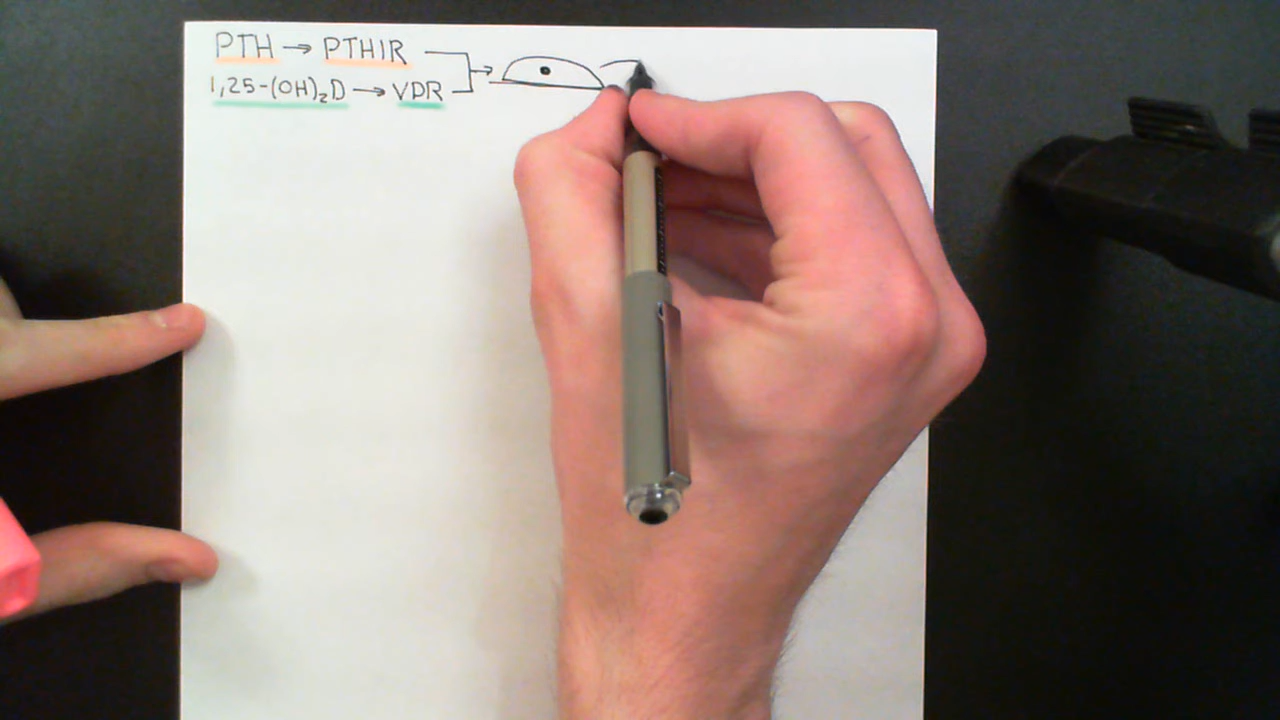 PTH → PTH1R
1,25-(OH)₂D → VDR